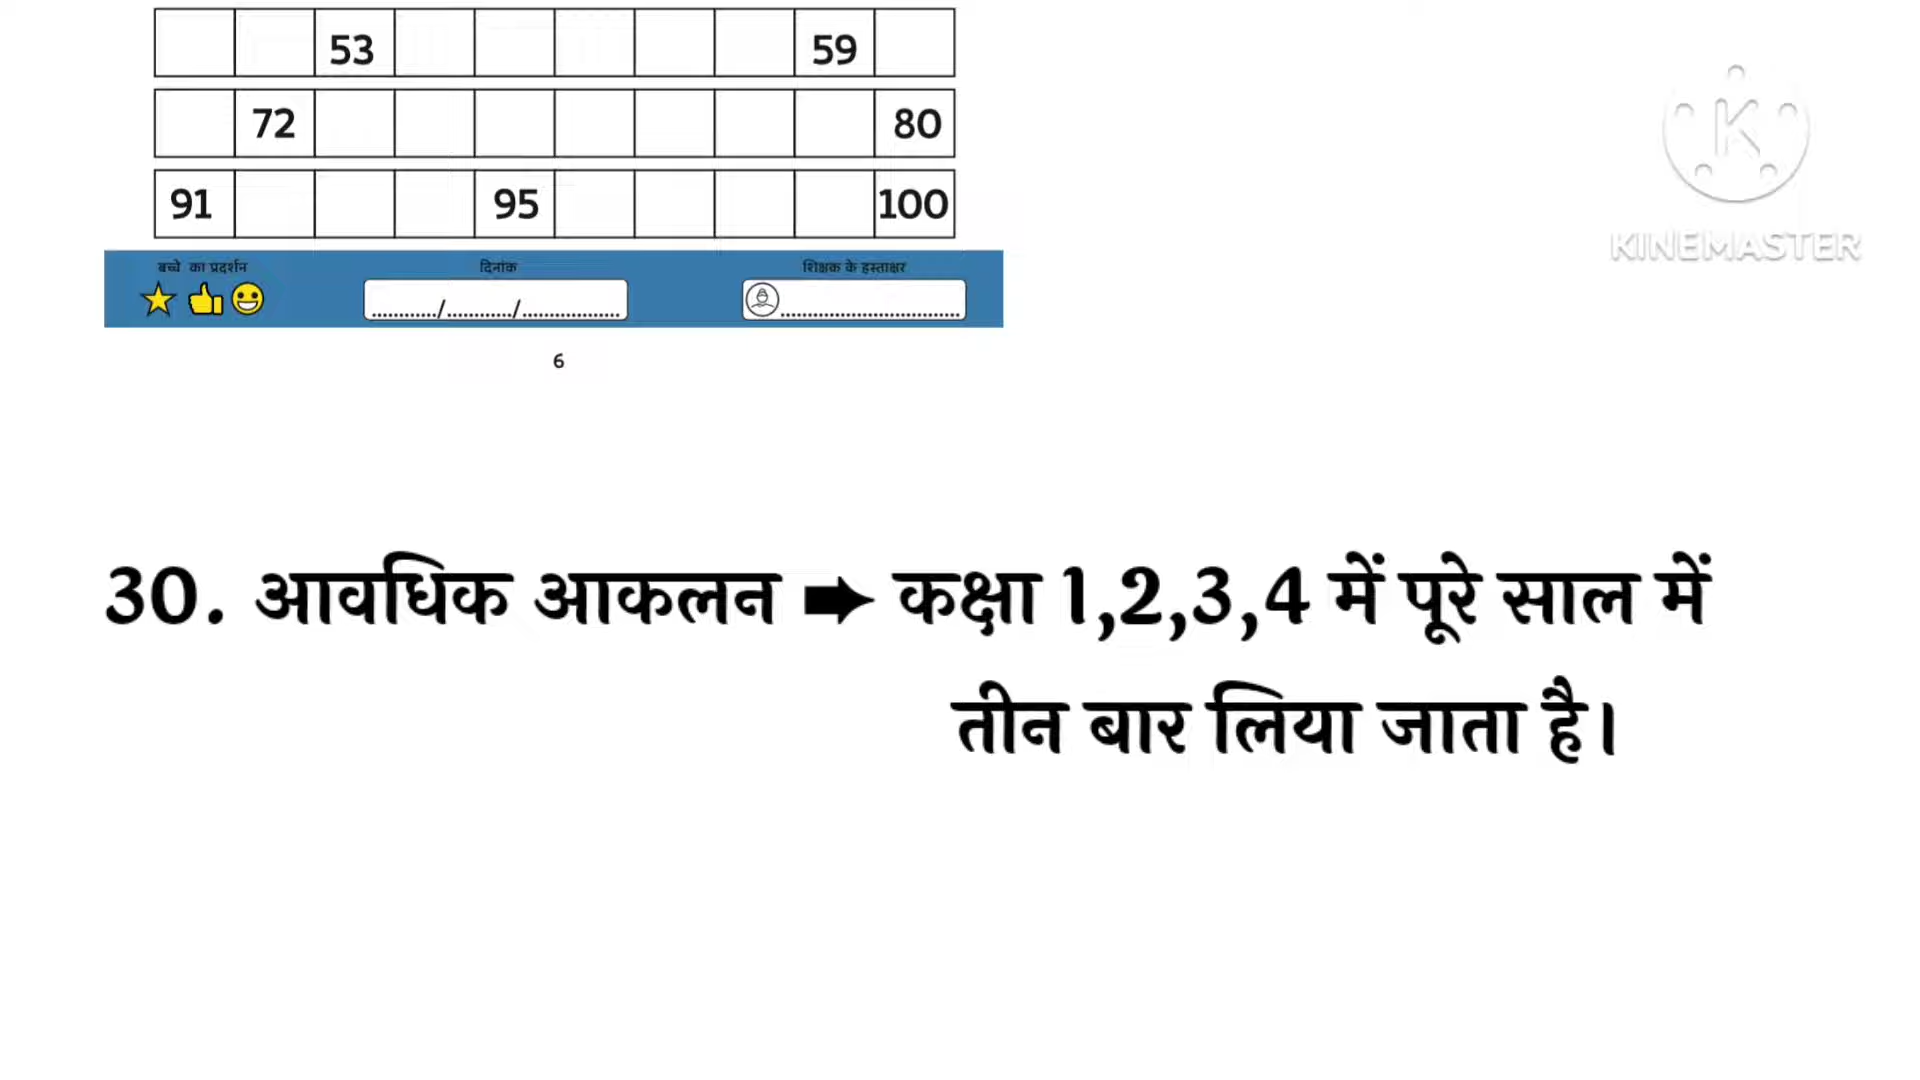 53 59
72 80
91 95 100
बच्चे का प्रदर्शन दिनांक शिक्षक के हस्ताक्षर
............/............/..................
6
30. आवधिक आकलन ➨ कक्षा 1,2,3,4 में पूरे साल में
तीन बार लिया जाता है।
K
KINEMASTER